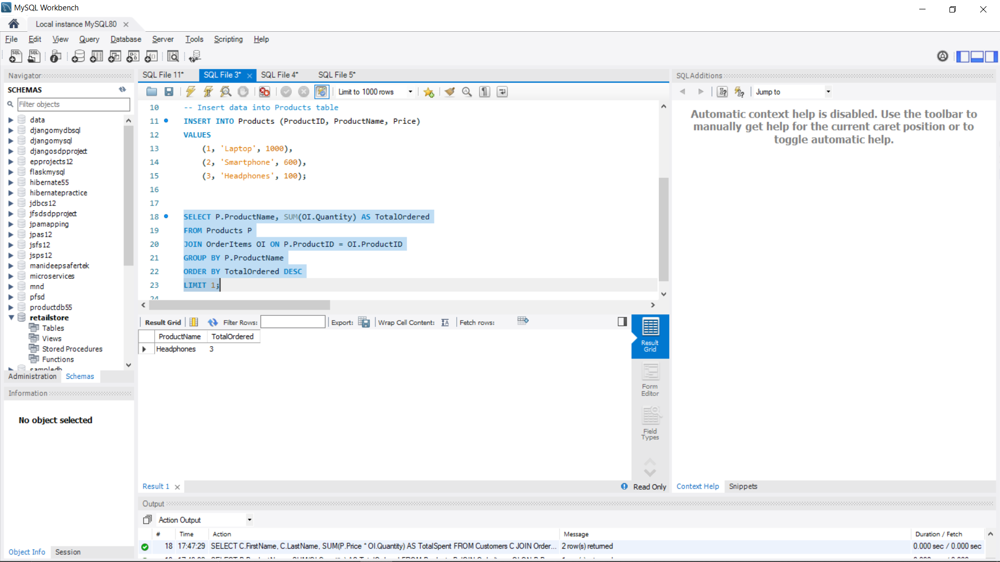 MySQL Workbench
Local instance MySQL80
File Edit View Query Database Server Tools Scripting Help
Navigator
SCHEMAS
Filter objects
data
djangomydbsql
djangomysql
djangosdpproject
epprojects12
flaskmysql
hibernate55
hibernatepractice
jdbcs12
jfsdsdpproject
jpamapping
jpas12
jsfs12
jsps12
manideepsafertek
microservices
mnd
pfsd
productdb55
retailstore
Tables
Views
Stored Procedures
Functions
sampledb
Administration Schemas
Information
No object selected
Object Info Session
SQL File 11* SQL File 3* SQL File 4* SQL File 5*
Limit to 1000 rows
10 -- Insert data into Products table
11 INSERT INTO Products (ProductID, ProductName, Price)
12 VALUES
13 (1, 'Laptop', 1000),
14 (2, 'Smartphone', 600),
15 (3, 'Headphones', 100);
16
17
18 SELECT P.ProductName, SUM(OI.Quantity) AS TotalOrdered
19 FROM Products P
20 JOIN OrderItems OI ON P.ProductID = OI.ProductID
21 GROUP BY P.ProductName
22 ORDER BY TotalOrdered DESC
23 LIMIT 1;
24
Result Grid Filter Rows: Export: Wrap Cell Content: Fetch rows:
ProductName TotalOrdered
Headphones 3
Result Grid
Form Editor
Field Types
Result 1
Read Only
SQLAdditions
Jump to
Automatic context help is disabled. Use the toolbar to
manually get help for the current caret position or to
toggle automatic help.
Context Help Snippets
Output
Action Output
# Time Action Message Duration / Fetch
18 17:47:29 SELECT C.FirstName, C.LastName, SUM(P.Price * OI.Quantity) AS TotalSpent FROM Customers C JOIN Order... 2 row(s) returned 0.000 sec / 0.000 sec